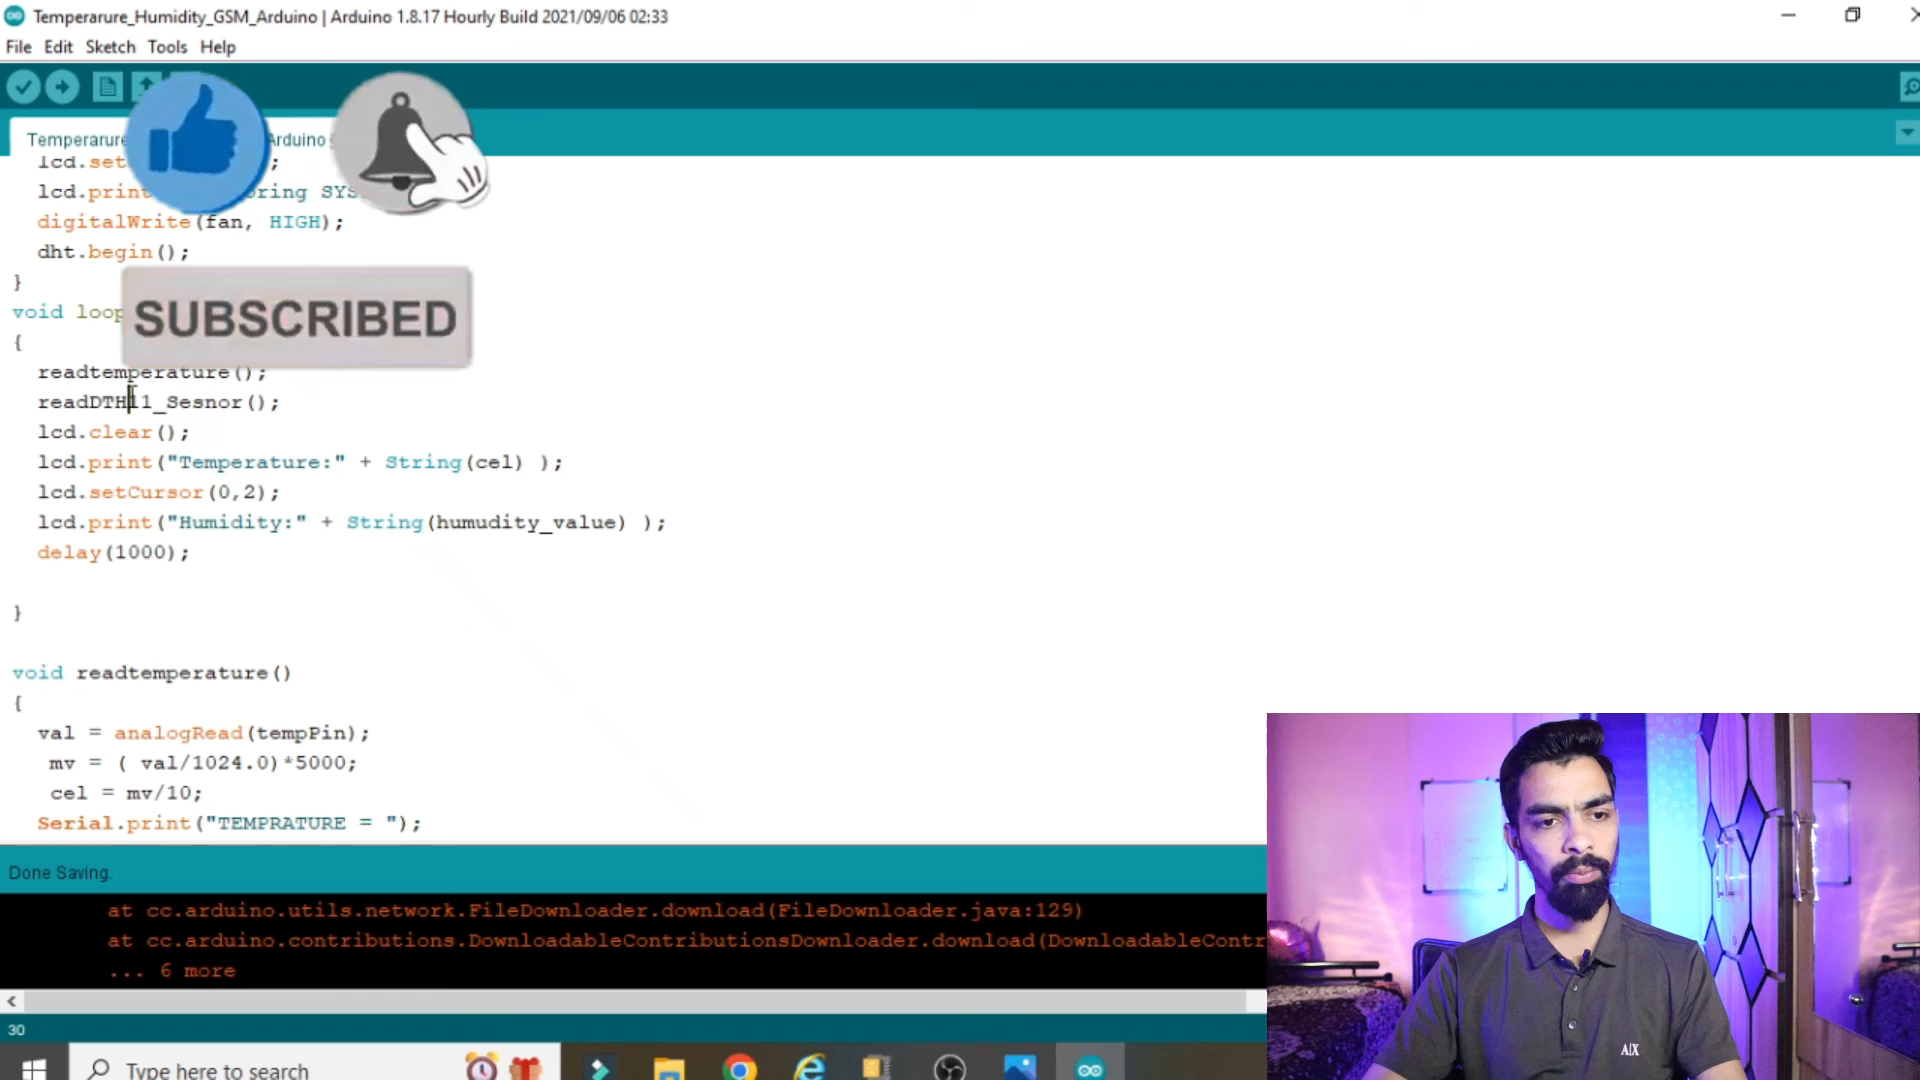 Temperarure_Humidity_GSM_Arduino | Arduino 1.8.17 Hourly Build 2021/09/06 02:33
File Edit Sketch Tools Help
Arduino
lcd.set ;
lcd.print ring SYS
digitalWrite(fan, HIGH);
dht.begin();
}
void loop
SUBSCRIBED
{
readtemperature();
readDTH11_Sesnor();
lcd.clear();
lcd.print("Temperature:" + String(cel) );
lcd.setCursor(0,2);
lcd.print("Humidity:" + String(humudity_value) );
delay(1000);
}
void readtemperature()
{
val = analogRead(tempPin);
mv = ( val/1024.0)*5000;
cel = mv/10;
Serial.print("TEMPRATURE = ");
Done Saving.
at cc.arduino.utils.network.FileDownloader.download(FileDownloader.java:129)
at cc.arduino.contributions.DownloadableContributionsDownloader.download(DownloadableContr
... 6 more
30
Type here to search
A|X